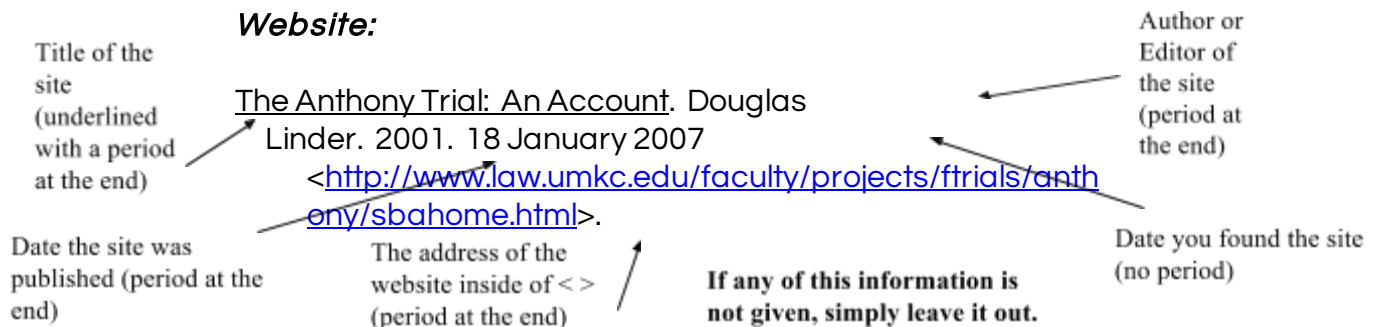 Website:
Title of the
site
(underlined
with a period
at the end)
The Anthony Trial:  An Account.  Douglas
Linder.  2001.  18 January 2007
<http://www.law.umkc.edu/faculty/projects/ftrials/anth
ony/sbahome.html>.
Author or
Editor of
the site
(period at
the end)
Date the site was
published (period at the
end)
The address of the
website inside of < >
(period at the end)
If any of this information is
not given, simply leave it out.
Date you found the site
(no period)